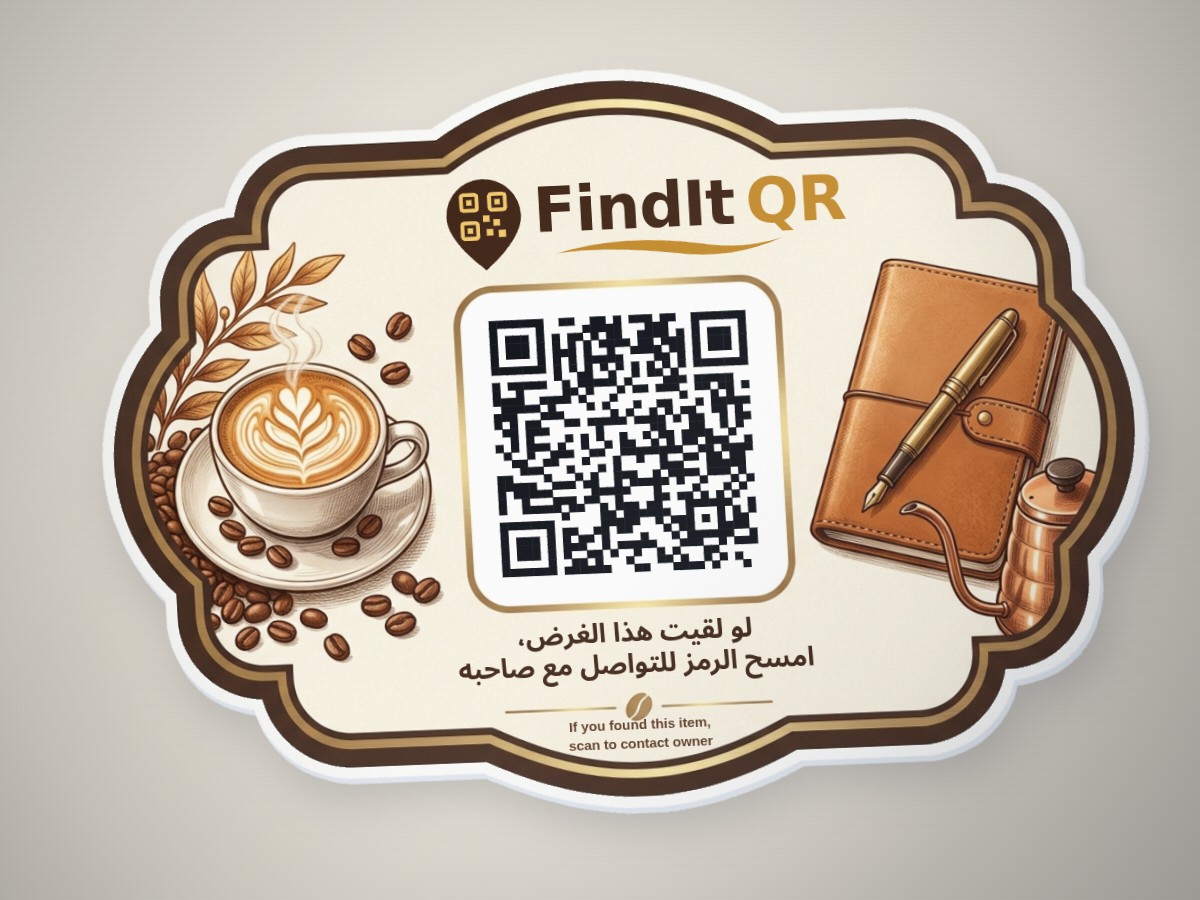 FindIt QR
لو لقيت هذا الغرض،
امسح الرمز للتواصل مع صاحبه
If you found this item,
scan to contact owner